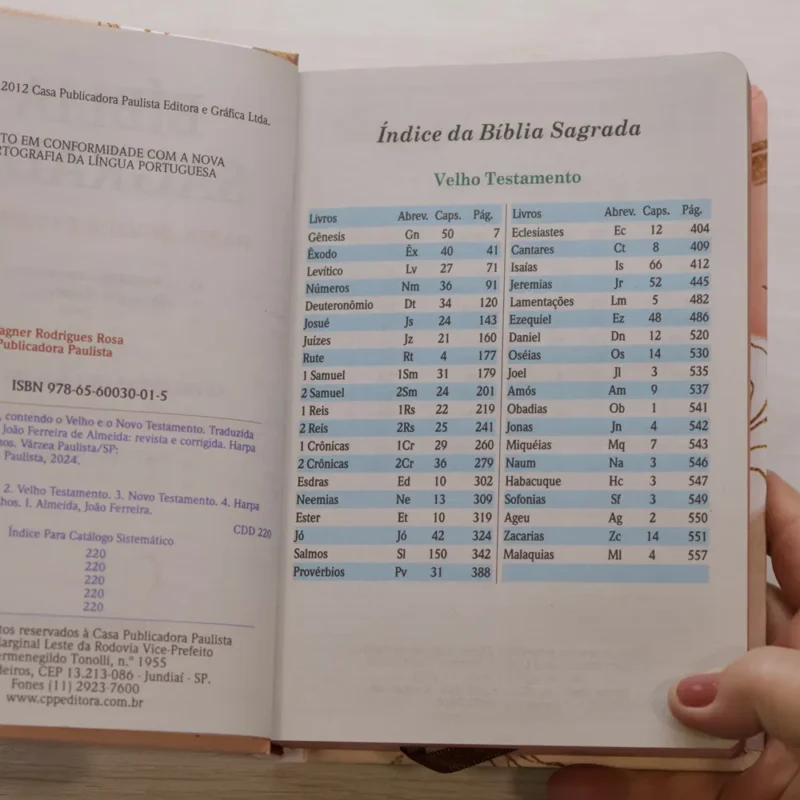 2012 Casa Publicadora Paulista Editora e Gráfica Ltda.
TO EM CONFORMIDADE COM A NOVA
RTOGRAFIA DA LÍNGUA PORTUGUESA
agner Rodrigues Rosa
Publicadora Paulista
ISBN 978-65-60030-01-5
, contendo o Velho e o Novo Testamento. Traduzida
João Ferreira de Almeida: revista e corrigida. Harpa
hos. Várzea Paulista/SP:
Paulista, 2024.
2. Velho Testamento. 3. Novo Testamento. 4. Harpa
hos. I. Almeida, João Ferreira.
CDD 220
Índice Para Catálogo Sistemático
220
220
220
220
220
tos reservados à Casa Publicadora Paulista
Marginal Leste da Rodovia Vice-Prefeito
ermenegildo Tonolli, n.º 1955
deiros, CEP 13.213-086 - Jundiaí - SP.
Fones (11) 2923-7600
www.cppeditora.com.br
Índice da Bíblia Sagrada
Velho Testamento
Livros Abrev. Caps. Pág.
Gênesis Gn 50 7
Êxodo Êx 40 41
Levítico Lv 27 71
Números Nm 36 91
Deuteronômio Dt 34 120
Josué Js 24 143
Juízes Jz 21 160
Rute Rt 4 177
1 Samuel 1Sm 31 179
2 Samuel 2Sm 24 201
1 Reis 1Rs 22 219
2 Reis 2Rs 25 241
1 Crônicas 1Cr 29 260
2 Crônicas 2Cr 36 279
Esdras Ed 10 302
Neemias Ne 13 309
Ester Et 10 319
Jó Jó 42 324
Salmos Sl 150 342
Provérbios Pv 31 388
Livros Abrev. Caps. Pág.
Eclesiastes Ec 12 404
Cantares Ct 8 409
Isaías Is 66 412
Jeremias Jr 52 445
Lamentações Lm 5 482
Ezequiel Ez 48 486
Daniel Dn 12 520
Oséias Os 14 530
Joel Jl 3 535
Amós Am 9 537
Obadias Ob 1 541
Jonas Jn 4 542
Miquéias Mq 7 543
Naum Na 3 546
Habacuque Hc 3 547
Sofonias Sf 3 549
Ageu Ag 2 550
Zacarias Zc 14 551
Malaquias Ml 4 557